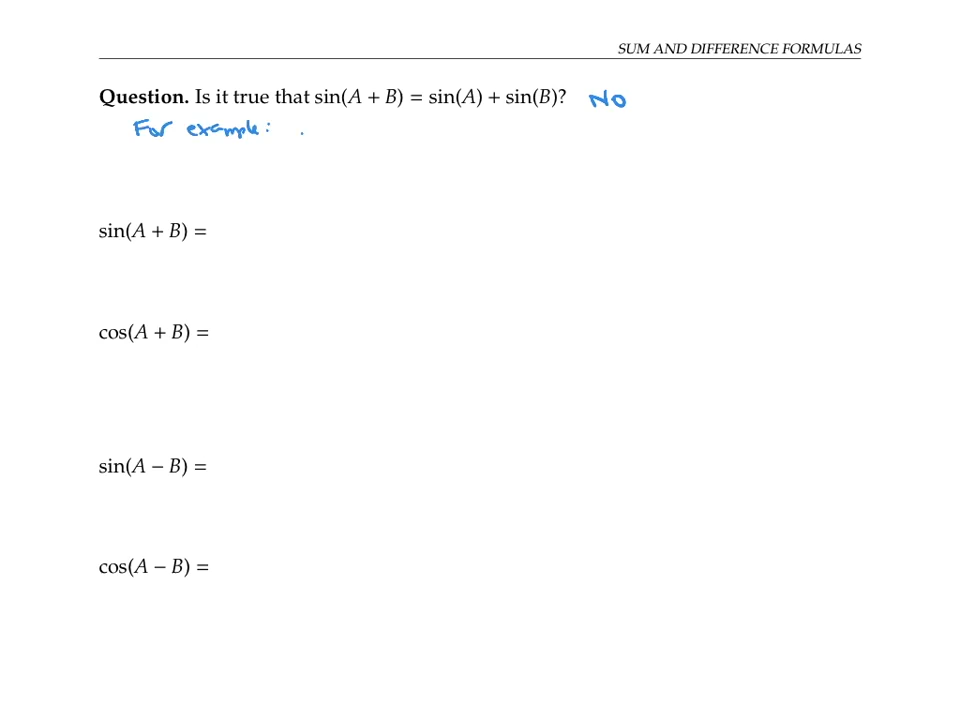 SUM AND DIFFERENCE FORMULAS
Question. Is it true that sin(A + B) = sin(A) + sin(B)? NO
For example:
sin(A + B) =
cos(A + B) =
sin(A − B) =
cos(A − B) =